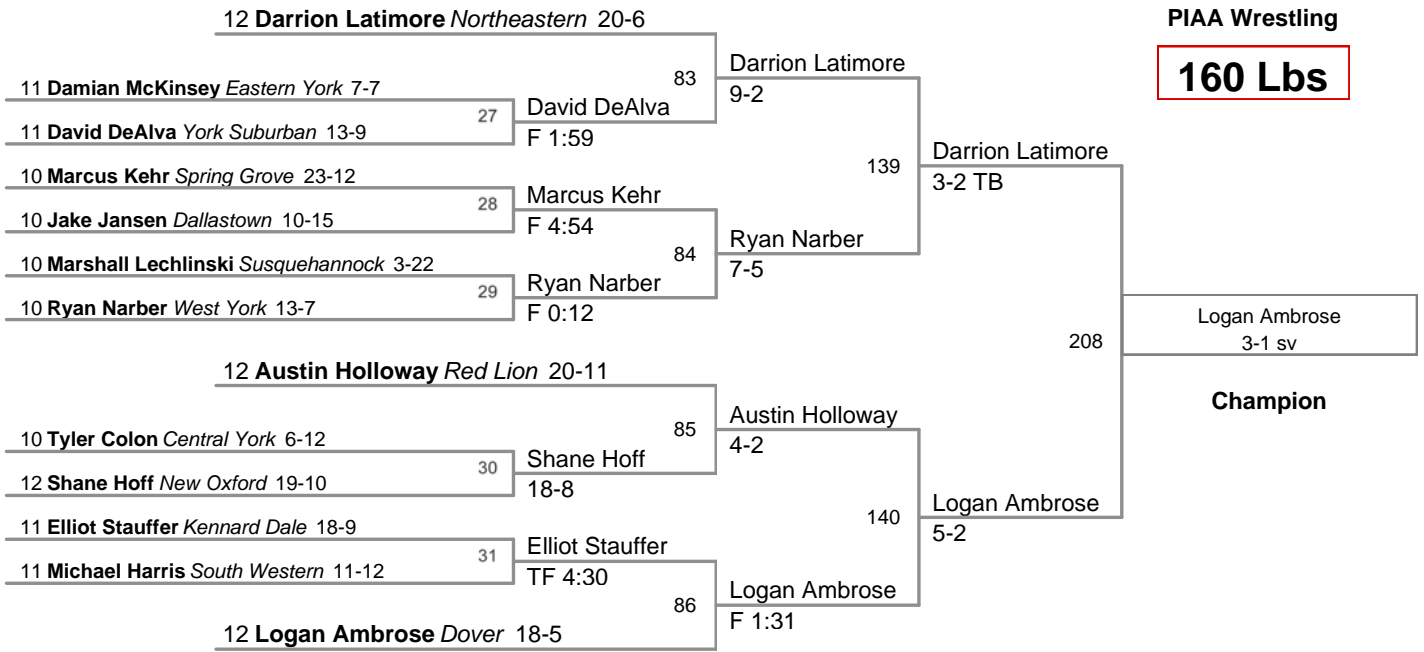 12 Darrion Latimore Northeastern 20-6
PIAA Wrestling
160 Lbs
11 Damian McKinsey Eastern York 7-7
11 David DeAlva York Suburban 13-9
10 Marcus Kehr Spring Grove 23-12
10 Jake Jansen Dallastown 10-15
10 Marshall Lechlinski Susquehannock 3-22
10 Ryan Narber West York 13-7
12 Austin Holloway Red Lion 20-11
10 Tyler Colon Central York 6-12
12 Shane Hoff New Oxford 19-10
11 Elliot Stauffer Kennard Dale 18-9
11 Michael Harris South Western 11-12
12 Logan Ambrose Dover 18-5
27
David DeAlva
F 1:59
28
Marcus Kehr
F 4:54
29
Ryan Narber
F 0:12
30
Shane Hoff
18-8
31
Elliot Stauffer
TF 4:30
83
Darrion Latimore
9-2
84
Ryan Narber
7-5
85
Austin Holloway
4-2
86
Logan Ambrose
F 1:31
139
Darrion Latimore
3-2 TB
140
Logan Ambrose
5-2
208
Logan Ambrose
3-1 sv
Champion